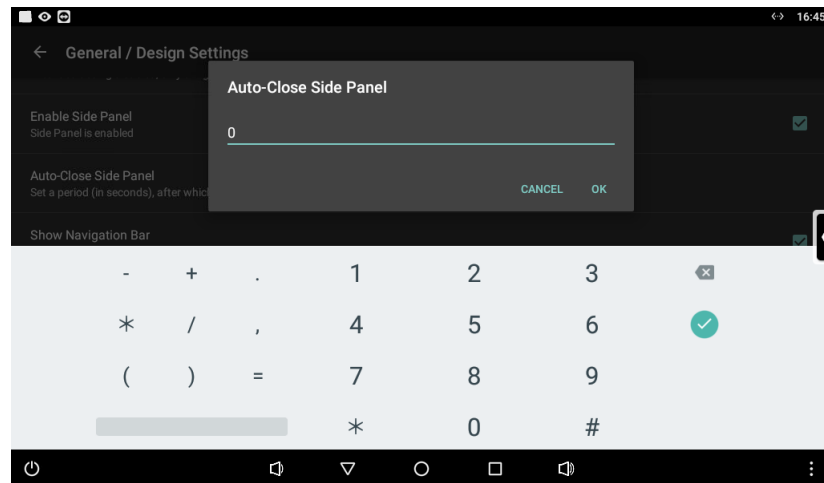 16:45
General / Design Settings
Auto-Close Side Panel
0
CANCEL OK
Enable Side Panel
Side Panel is enabled
Auto-Close Side Panel
Set a period (in seconds), after
Show Navigation Bar
- + . 1 2 3
* / , 4 5 6
( ) = 7 8 9
* 0 #